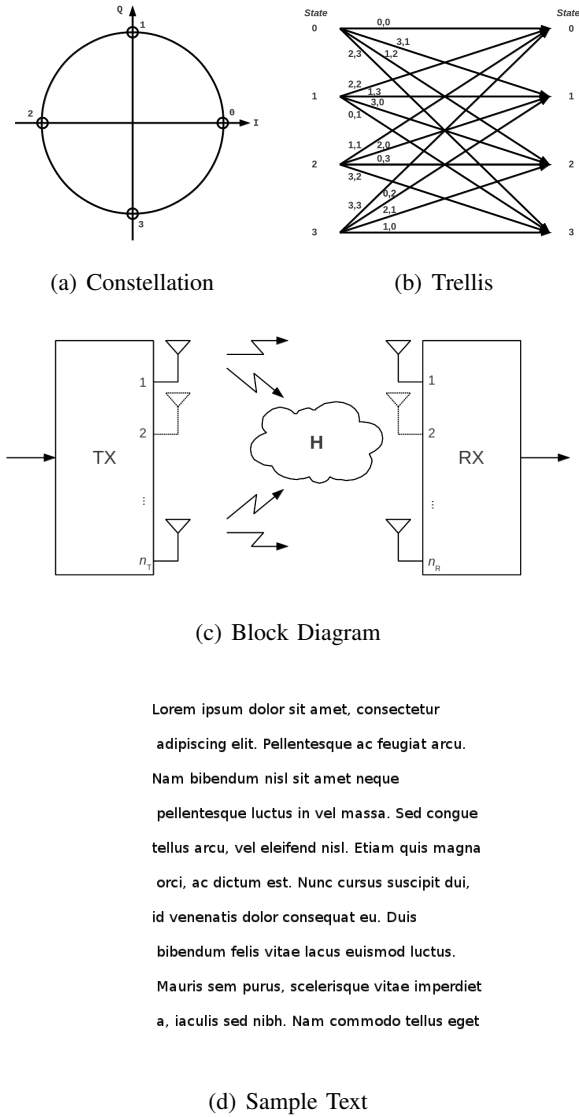 Q
1
2
0
I
3
(a) Constellation
State
State
0
0,0
0
3,1
2,3
1,2
2,2
1
1,3
1
3,0
0,1
1,1
2,0
2
0,3
2
3,2
0,2
3,3
2,1
3
1,0
3
(b) Trellis
1
1
2
2
H
TX
RX
...
...
nT
nR
(c) Block Diagram
Lorem ipsum dolor sit amet, consectetur
adipiscing elit. Pellentesque ac feugiat arcu.
Nam bibendum nisl sit amet neque
pellentesque luctus in vel massa. Sed congue
tellus arcu, vel eleifend nisl. Etiam quis magna
orci, ac dictum est. Nunc cursus suscipit dui,
id venenatis dolor consequat eu. Duis
bibendum felis vitae lacus euismod luctus.
Mauris sem purus, scelerisque vitae imperdiet
a, iaculis sed nibh. Nam commodo tellus eget
(d) Sample Text